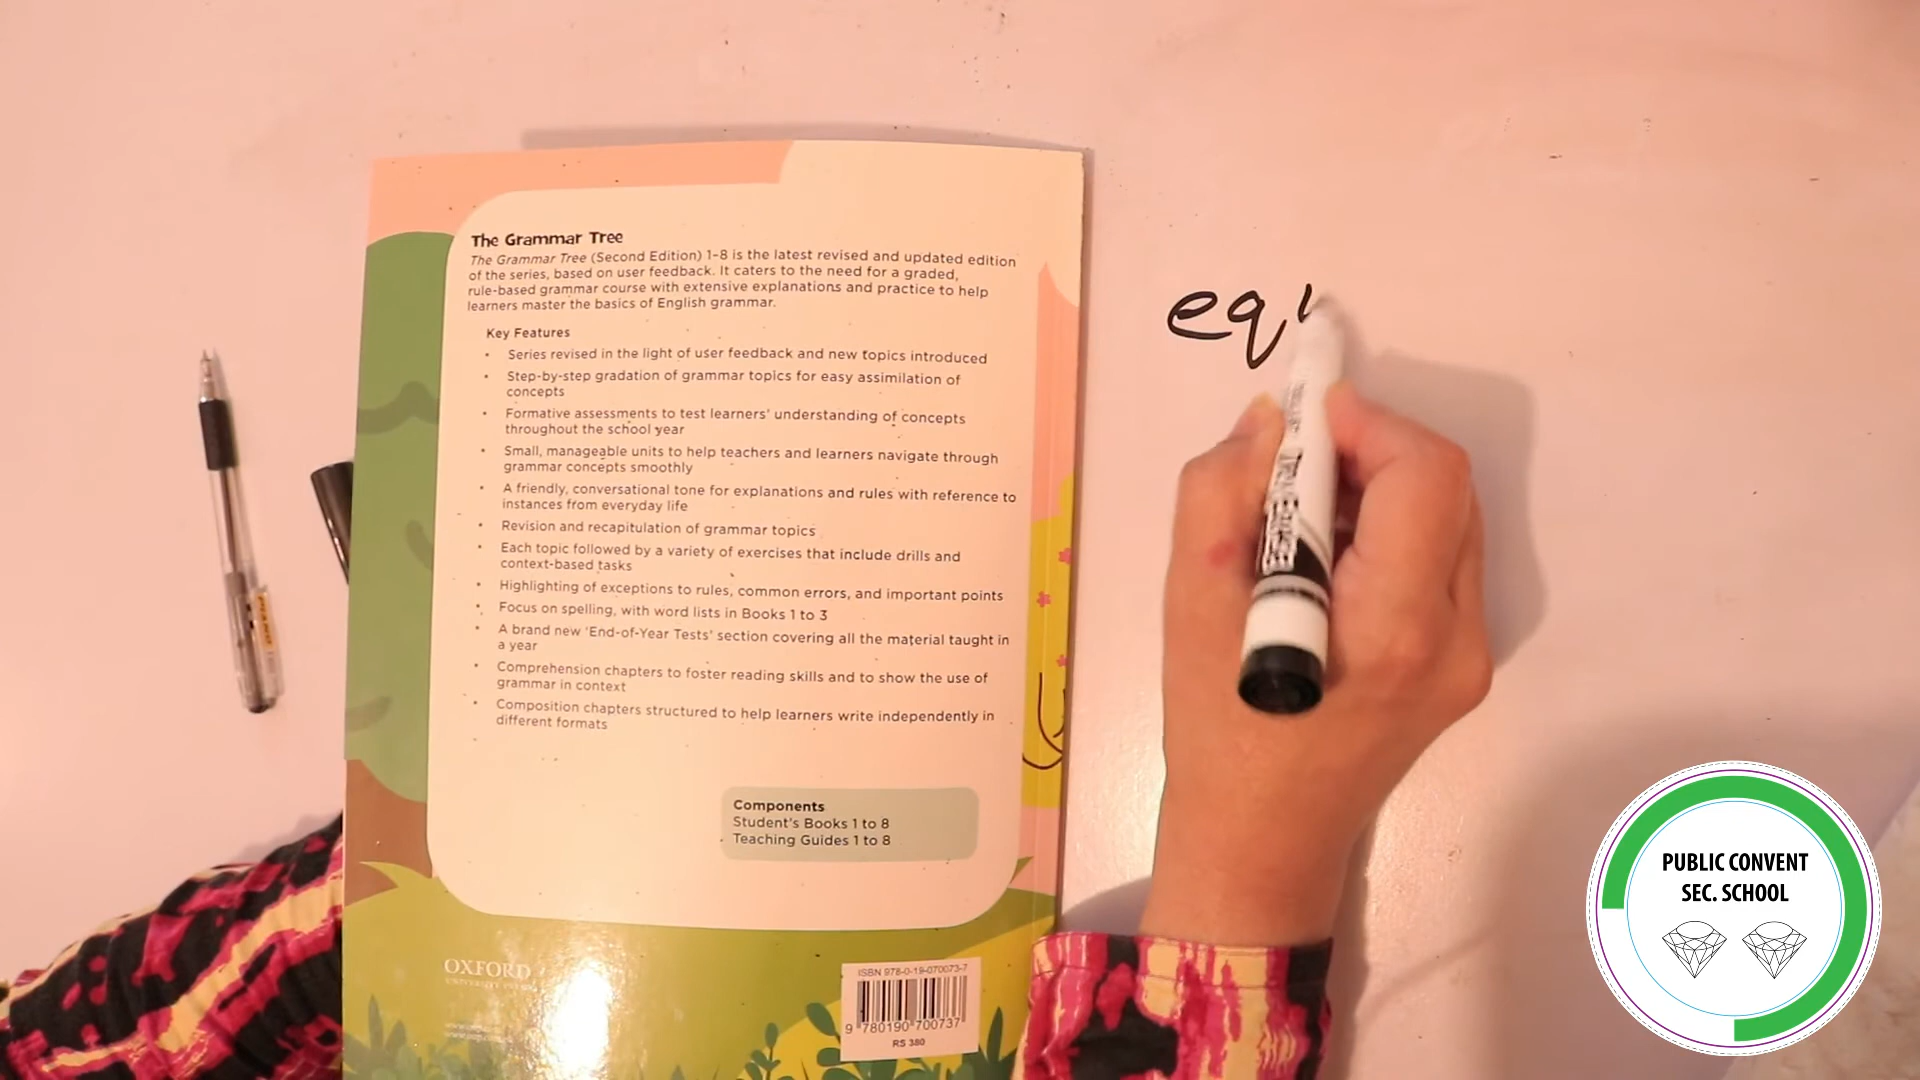 The Grammar Tree
The Grammar Tree (Second Edition) 1-8 is the latest revised and updated edition
of the series, based on user feedback. It caters to the need for a graded,
rule-based grammar course with extensive explanations and practice to help
learners master the basics of English grammar.
Key Features
• Series revised in the light of user feedback and new topics introduced
• Step-by-step gradation of grammar topics for easy assimilation of
concepts
• Formative assessments to test learners' understanding of concepts
throughout the school year
• Small, manageable units to help teachers and learners navigate through
grammar concepts smoothly
• A friendly, conversational tone for explanations and rules with reference to
instances from everyday life
• Revision and recapitulation of grammar topics
• Each topic followed by a variety of exercises that include drills and
context-based tasks
• Highlighting of exceptions to rules, common errors, and important points
• Focus on spelling, with word lists in Books 1 to 3
• A brand new 'End-of-Year Tests' section covering all the material taught in
a year
• Comprehension chapters to foster reading skills and to show the use of
grammar in context
• Composition chapters structured to help learners write independently in
different formats
Components
Student's Books 1 to 8
Teaching Guides 1 to 8
OXFORD
UNIVERSITY PRESS
ISBN 978-0-19-070073-7
9 780190 700737
RS 380
equ
PUBLIC CONVENT
SEC. SCHOOL